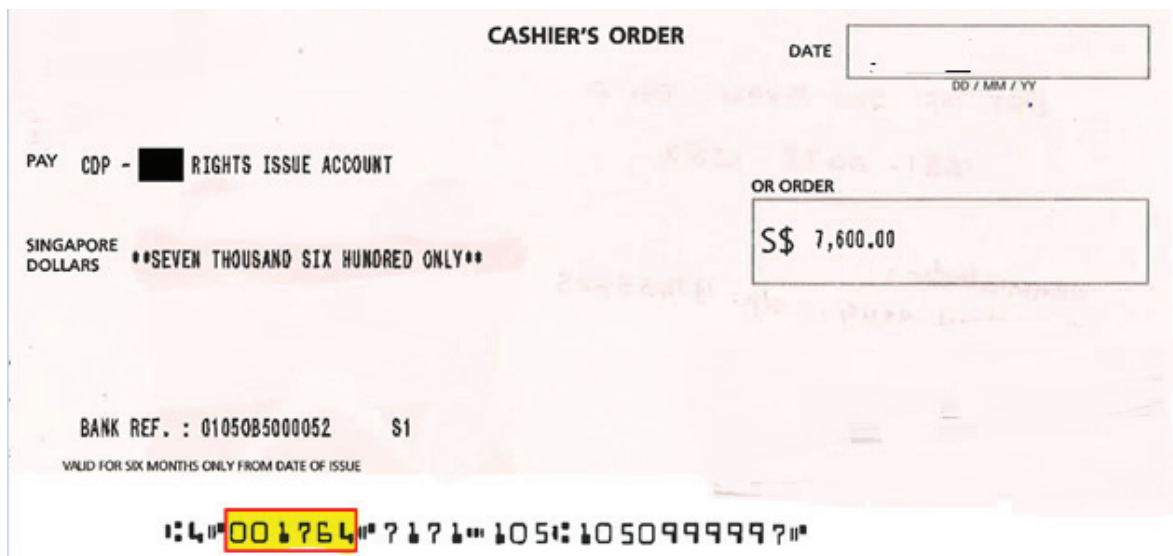 CASHIER'S ORDER
DATE
DD / MM / YY
PAY CDP - RIGHTS ISSUE ACCOUNT
OR ORDER
SINGAPORE DOLLARS **SEVEN THOUSAND SIX HUNDRED ONLY**
S$ 7,600.00
BANK REF. : 01050B5000052 S1
VALID FOR SIX MONTHS ONLY FROM DATE OF ISSUE
⑆4⑈001764⑈7171⑉105⑆1050999997⑈